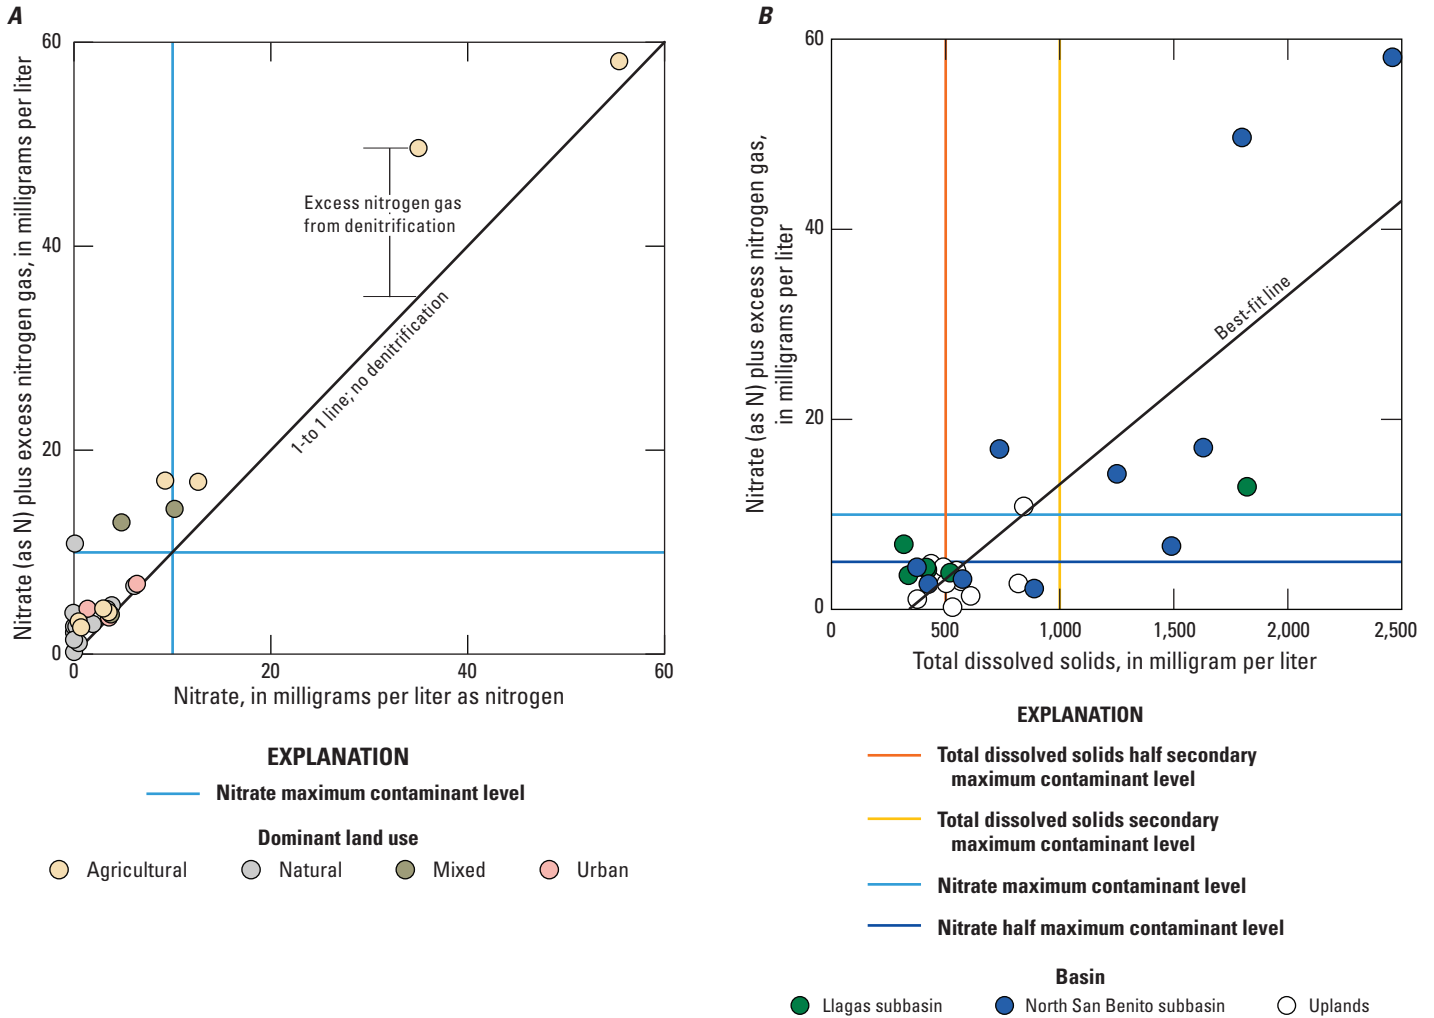 A
Nitrate (as N) plus excess nitrogen gas, in milligrams per liter
60
40
20
0
Excess nitrogen gas
from denitrification
1-to 1 line; no denitrification
0
20
40
60
Nitrate, in milligrams per liter as nitrogen
EXPLANATION
Nitrate maximum contaminant level
Dominant land use
Agricultural
Natural
Mixed
Urban
B
Nitrate (as N) plus excess nitrogen gas,
in milligrams per liter
60
40
20
0
Best-fit line
0
500
1,000
1,500
2,000
2,500
Total dissolved solids, in milligram per liter
EXPLANATION
Total dissolved solids half secondary
maximum contaminant level
Total dissolved solids secondary
maximum contaminant level
Nitrate maximum contaminant level
Nitrate half maximum contaminant level
Basin
Llagas subbasin
North San Benito subbasin
Uplands